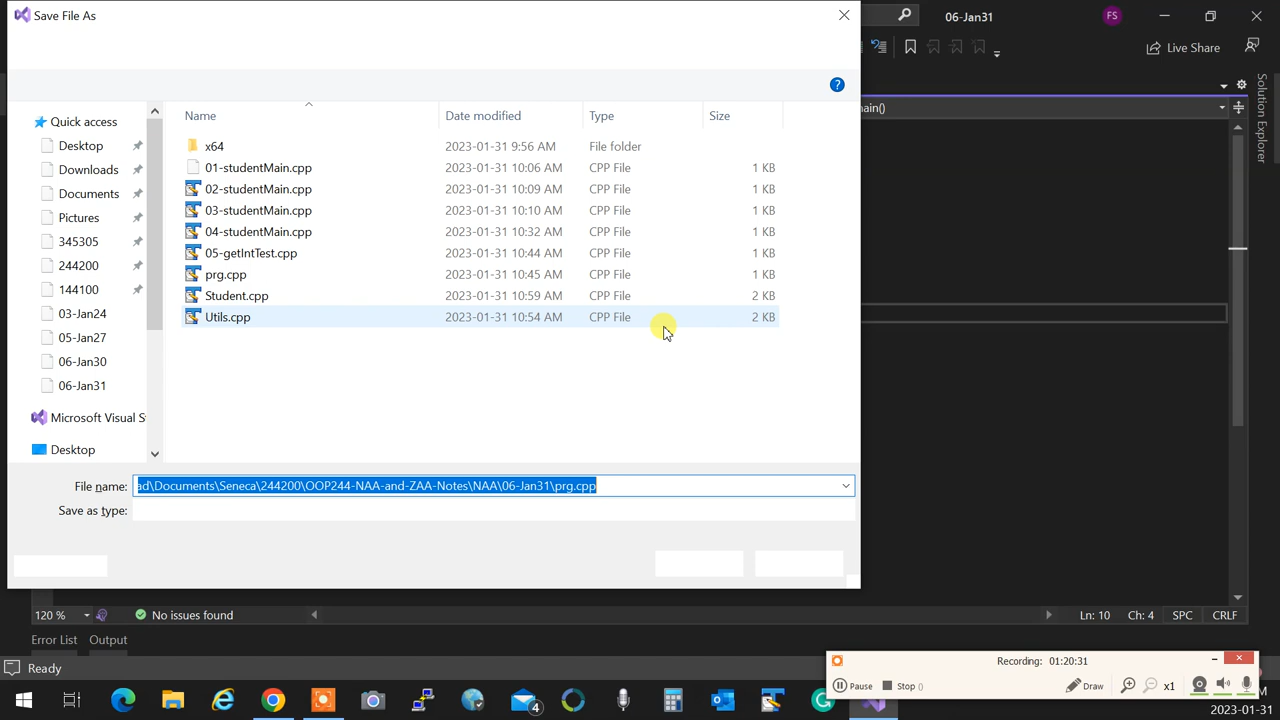 Save File As
06-Jan31
FS
Live Share
main()
Name
Date modified
Type
Size
Quick access
Desktop
Downloads
Documents
Pictures
345305
244200
144100
03-Jan24
05-Jan27
06-Jan30
06-Jan31
Microsoft Visual S
Desktop
x64 2023-01-31 9:56 AM File folder
01-studentMain.cpp 2023-01-31 10:06 AM CPP File 1 KB
02-studentMain.cpp 2023-01-31 10:09 AM CPP File 1 KB
03-studentMain.cpp 2023-01-31 10:10 AM CPP File 1 KB
04-studentMain.cpp 2023-01-31 10:32 AM CPP File 1 KB
05-getIntTest.cpp 2023-01-31 10:44 AM CPP File 1 KB
prg.cpp 2023-01-31 10:45 AM CPP File 1 KB
Student.cpp 2023-01-31 10:59 AM CPP File 2 KB
Utils.cpp 2023-01-31 10:54 AM CPP File 2 KB
Solution Explorer
File name: ad\Documents\Seneca\244200\OOP244-NAA-and-ZAA-Notes\NAA\06-Jan31\prg.cpp
Save as type:
120 %
No issues found
Ln: 10
Ch: 4
SPC
CRLF
Error List
Output
Ready
Recording: 01:20:31
Pause
Stop ()
Draw
x1
4
M
2023-01-31